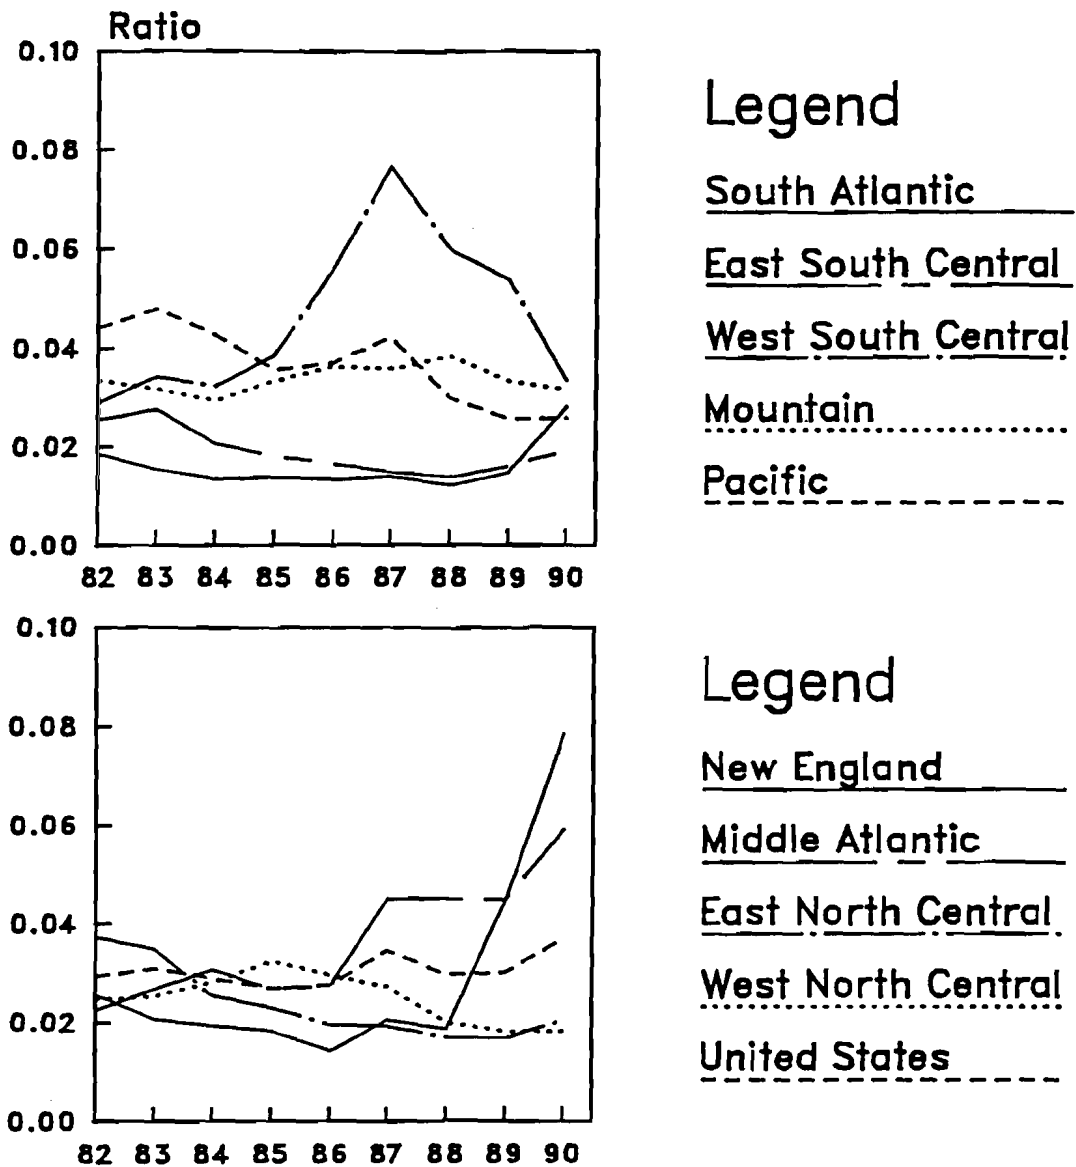 Ratio
0.10
0.08
0.06
0.04
0.02
0.00
82 83 84 85 86 87 88 89 90
Legend
South Atlantic
East South Central
West South Central
Mountain
Pacific
0.10
0.08
0.06
0.04
0.02
0.00
82 83 84 85 86 87 88 89 90
Legend
New England
Middle Atlantic
East North Central
West North Central
United States